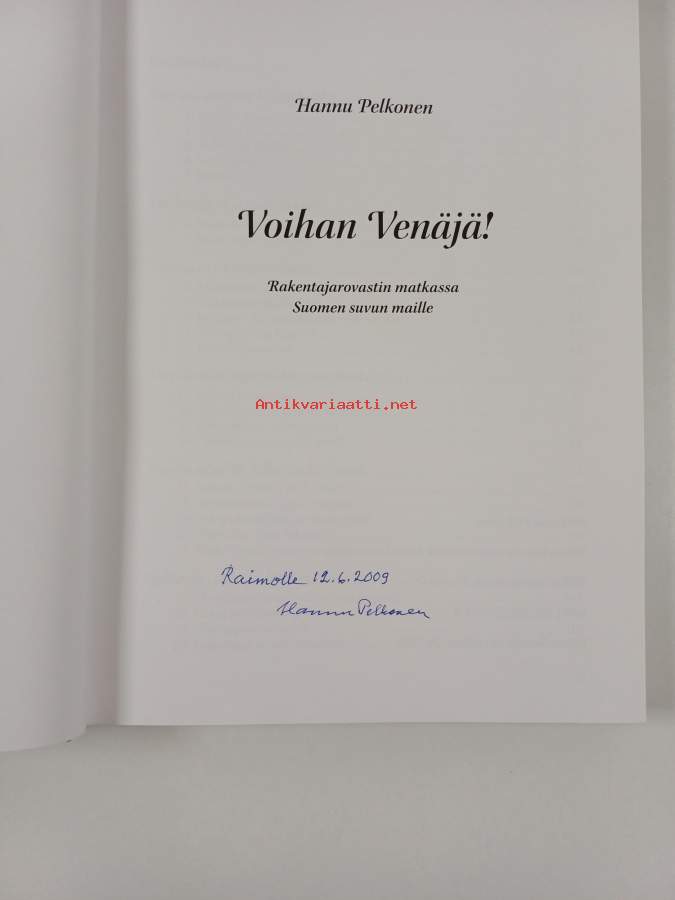 Hannu Pelkonen
Voihan Venäjä!
Rakentajarovastin matkassa
Suomen suvun maille
Antikvariaatti.net
Raimolle 12.6.2009
Hannu Pelkonen